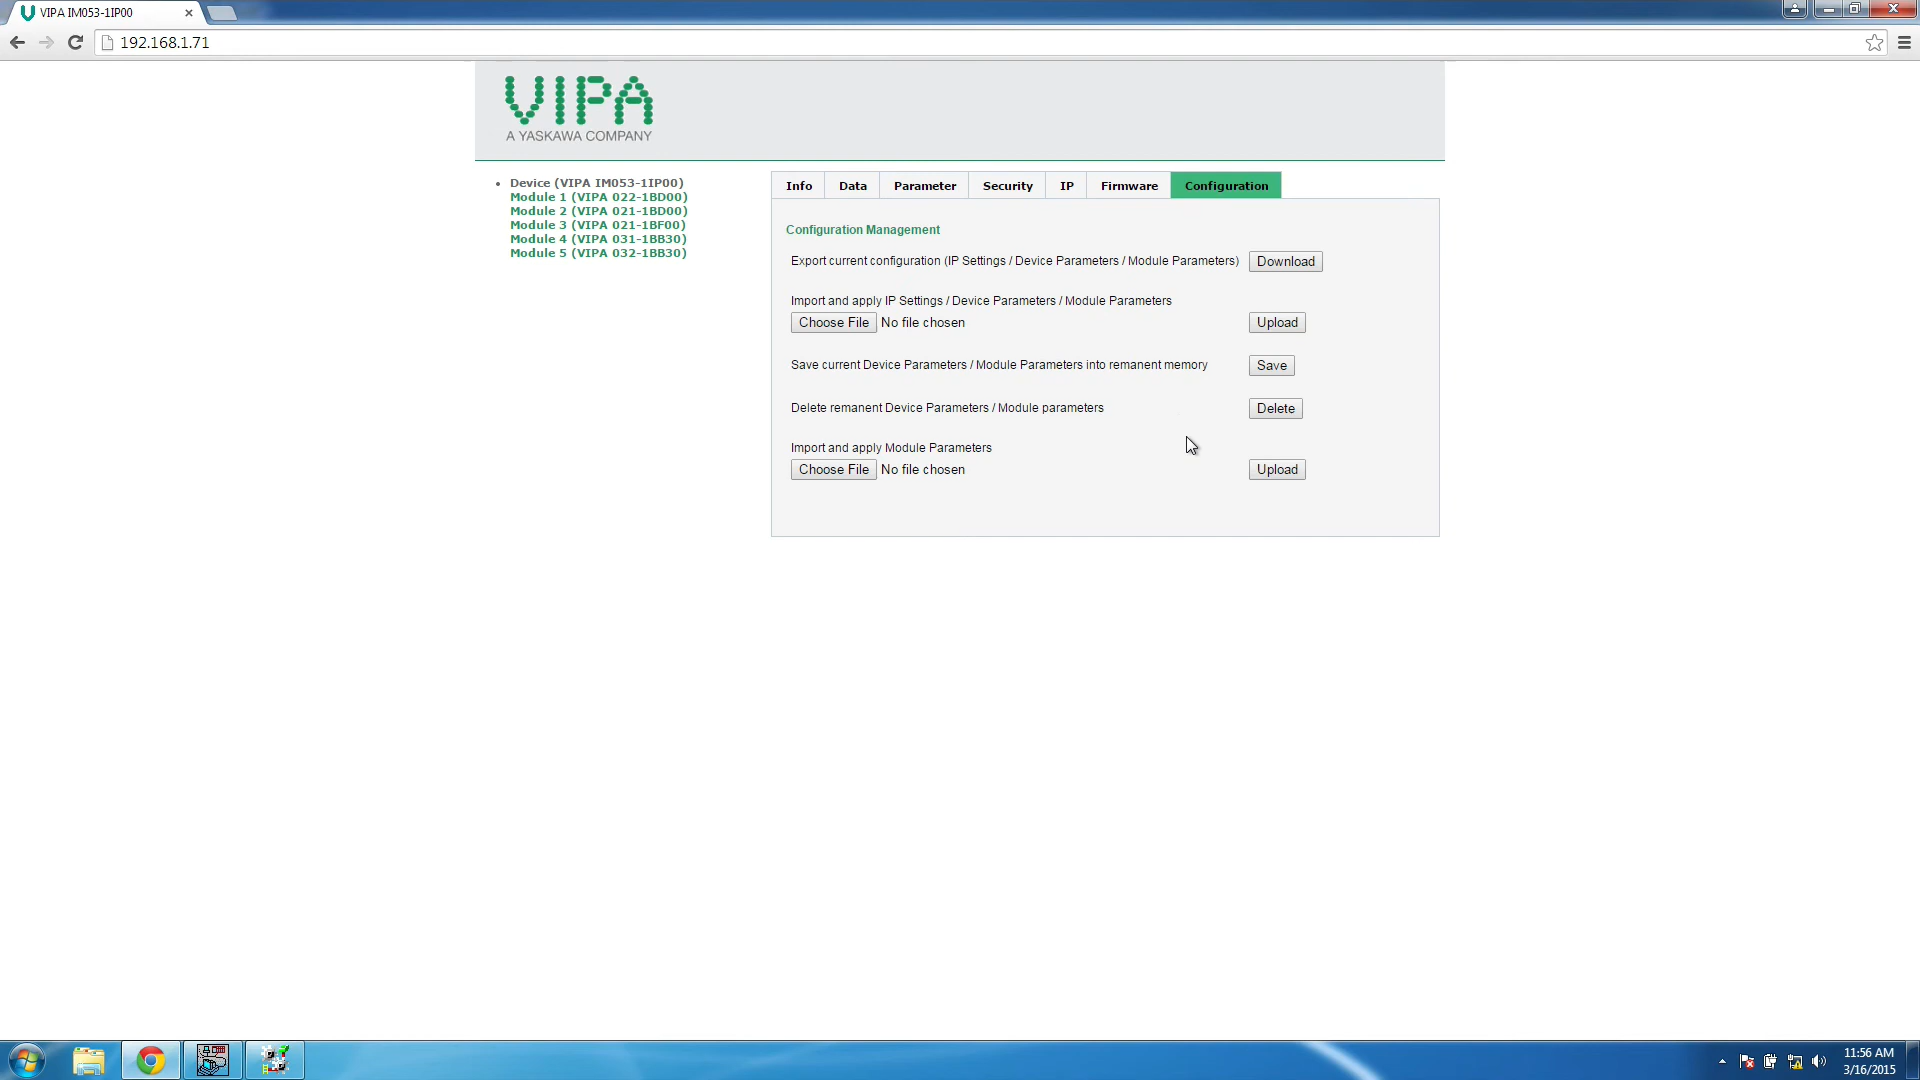 VIPA IM053-1IP00
192.168.1.71
VIPA
A YASKAWA COMPANY
Device (VIPA IM053-1IP00)
Module 1 (VIPA 022-1BD00)
Module 2 (VIPA 021-1BD00)
Module 3 (VIPA 021-1BF00)
Module 4 (VIPA 031-1BB30)
Module 5 (VIPA 032-1BB30)
Info Data Parameter Security IP Firmware Configuration
Configuration Management
Export current configuration (IP Settings / Device Parameters / Module Parameters) Download
Import and apply IP Settings / Device Parameters / Module Parameters
Choose File No file chosen Upload
Save current Device Parameters / Module Parameters into remanent memory Save
Delete remanent Device Parameters / Module parameters Delete
Import and apply Module Parameters
Choose File No file chosen Upload
11:56 AM
3/16/2015